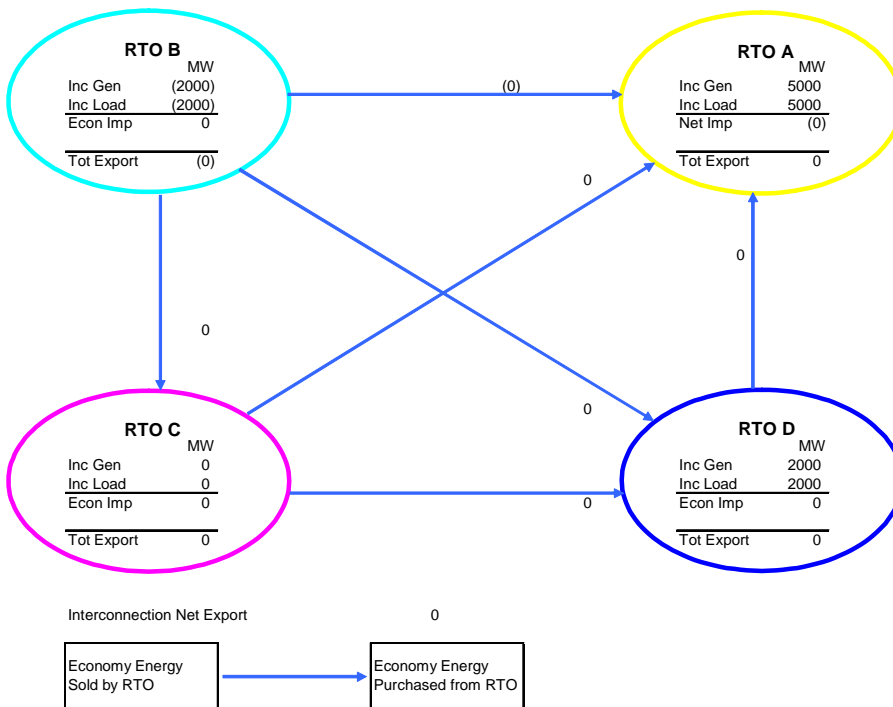 RTO B
MW
Inc Gen (2000)
Inc Load (2000)
Econ Imp 0
Tot Export (0)
(0)
RTO A
MW
Inc Gen 5000
Inc Load 5000
Net Imp (0)
Tot Export 0
0
0
0
0
RTO C
MW
Inc Gen 0
Inc Load 0
Econ Imp 0
Tot Export 0
0
RTO D
MW
Inc Gen 2000
Inc Load 2000
Econ Imp 0
Tot Export 0
Interconnection Net Export 0
Economy Energy
Sold by RTO
Economy Energy
Purchased from RTO